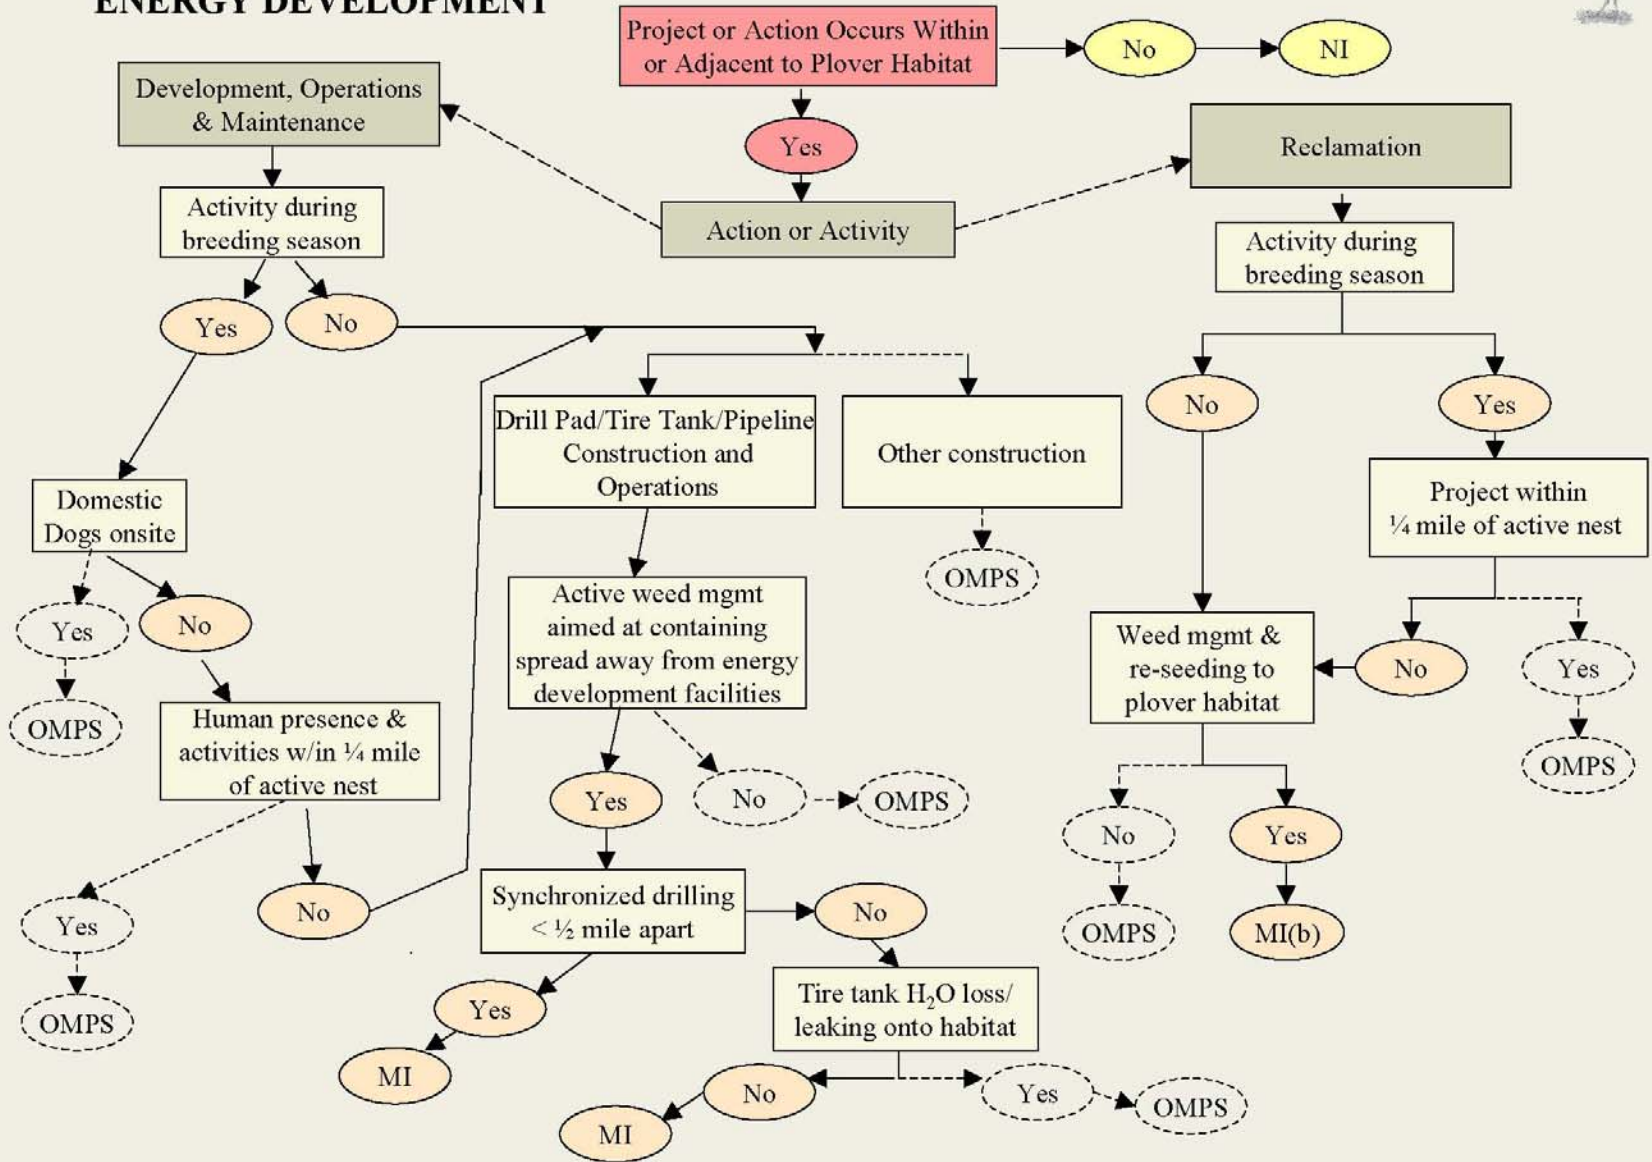 ENERGY DEVELOPMENT
Project or Action Occurs Within
or Adjacent to Plover Habitat
No
NI
Yes
Action or Activity
Development, Operations
& Maintenance
Activity during
breeding season
Yes
No
Domestic
Dogs onsite
Yes
OMPS
No
Human presence &
activities w/in ¼ mile
of active nest
Yes
OMPS
No
Drill Pad/Tire Tank/Pipeline
Construction and
Operations
Other construction
OMPS
Active weed mgmt
aimed at containing
spread away from energy
development facilities
Yes
No
OMPS
Synchronized drilling
< ½ mile apart
Yes
MI
No
Tire tank H₂O loss/
leaking onto habitat
No
MI
Yes
OMPS
Reclamation
Activity during
breeding season
No
Yes
Project within
¼ mile of active nest
No
Yes
OMPS
Weed mgmt &
re-seeding to
plover habitat
No
OMPS
Yes
MI(b)